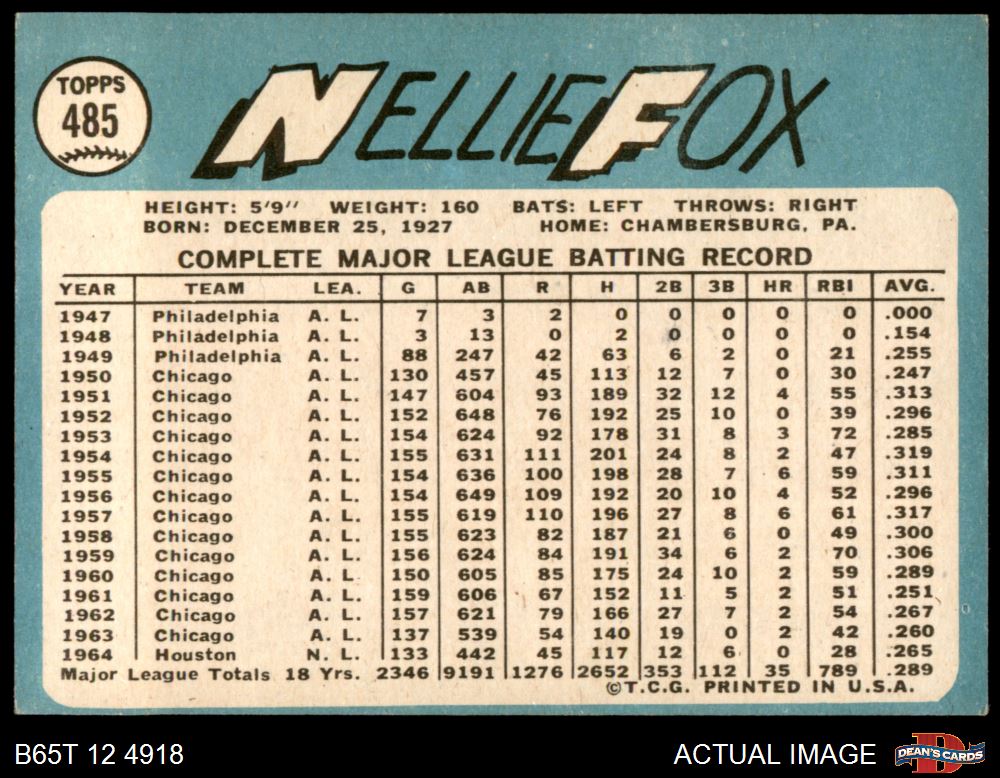 TOPPS
485
NELLIE FOX
HEIGHT: 5'9" WEIGHT: 160 BATS: LEFT THROWS: RIGHT
BORN: DECEMBER 25, 1927 HOME: CHAMBERSBURG, PA.
COMPLETE MAJOR LEAGUE BATTING RECORD
YEAR TEAM LEA. G AB R H 2B 3B HR RBI AVG.
1947 Philadelphia A. L. 7 3 2 0 0 0 0 0 .000
1948 Philadelphia A. L. 3 13 0 2 0 0 0 0 .154
1949 Philadelphia A. L. 88 247 42 63 6 2 0 21 .255
1950 Chicago A. L. 130 457 45 113 12 7 0 30 .247
1951 Chicago A. L. 147 604 93 189 32 12 4 55 .313
1952 Chicago A. L. 152 648 76 192 25 10 0 39 .296
1953 Chicago A. L. 154 624 92 178 31 8 3 72 .285
1954 Chicago A. L. 155 631 111 201 24 8 2 47 .319
1955 Chicago A. L. 154 636 100 198 28 7 6 59 .311
1956 Chicago A. L. 154 649 109 192 20 10 4 52 .296
1957 Chicago A. L. 155 619 110 196 27 8 6 61 .317
1958 Chicago A. L. 155 623 82 187 21 6 0 49 .300
1959 Chicago A. L. 156 624 84 191 34 6 2 70 .306
1960 Chicago A. L 150 605 85 175 24 10 2 59 .289
1961 Chicago A. L. 159 606 67 152 11 5 2 51 .251
1962 Chicago A. L. 157 621 79 166 27 7 2 54 .267
1963 Chicago A. L. 137 539 54 140 19 0 2 42 .260
1964 Houston N. L. 133 442 45 117 12 6 0 28 .265
Major League Totals 18 Yrs. 2346 9191 1276 2652 353 112 35 789 .289
©T.C.G. PRINTED IN U.S.A.
B65T 12 4918 ACTUAL IMAGE DEAN'S CARDS